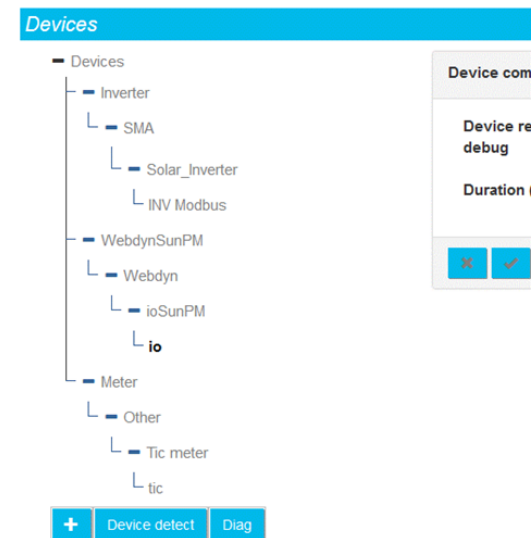 Devices
Devices
Inverter
SMA
Solar_Inverter
INV Modbus
WebdynSunPM
Webdyn
ioSunPM
io
Meter
Other
Tic meter
tic
Device detect Diag
Device com
Device re
debug
Duration (